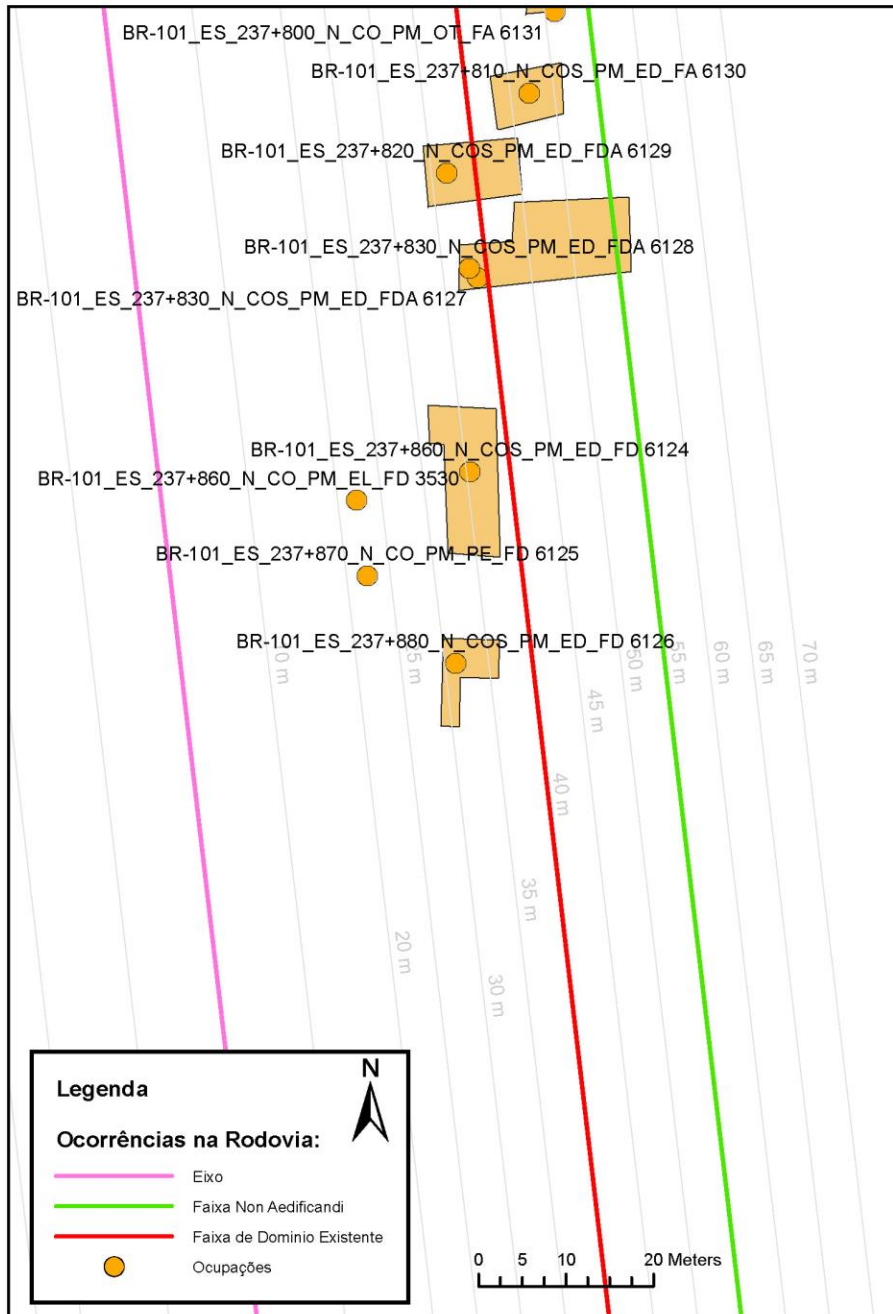 BR-101_ES_237+800_N_CO_PM_OT_FA 6131
BR-101_ES_237+810_N_COS_PM_ED_FA 6130
BR-101_ES_237+820_N_COS_PM_ED_FDA 6129
BR-101_ES_237+830_N_COS_PM_ED_FDA 6128
BR-101_ES_237+830_N_COS_PM_ED_FDA 6127
BR-101_ES_237+860_N_COS_PM_ED_FD 6124
BR-101_ES_237+860_N_CO_PM_EL_FD 3530
BR-101_ES_237+870_N_CO_PM_PE_FD 6125
BR-101_ES_237+880_N_COS_PM_ED_FD 6126
0 m
25 m
50 m
55 m
60 m
65 m
70 m
45 m
40 m
35 m
20 m
30 m
Legenda
N
Ocorrências na Rodovia:
Eixo
Faixa Non Aedificandi
Faixa de Dominio Existente
Ocupações
0 5 10 20 Meters